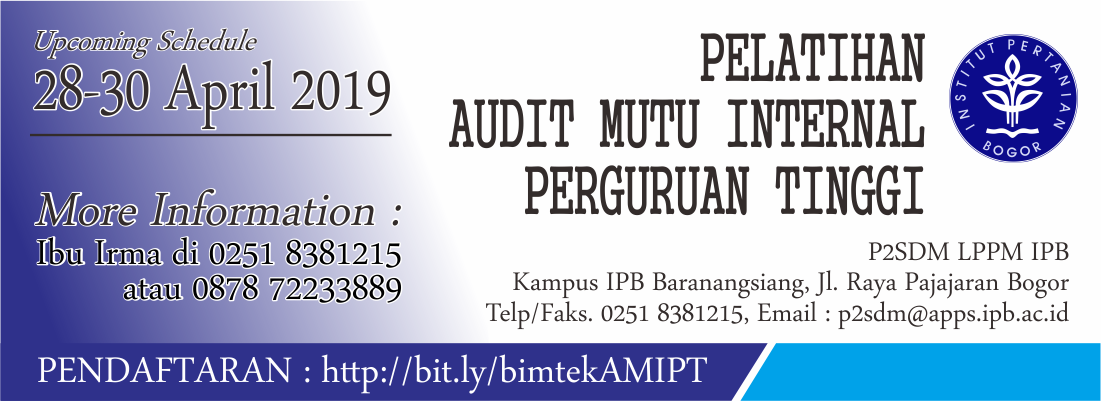 Upcoming Schedule
28-30 April 2019
More Information :
Ibu Irma di 0251 8381215
atau 0878 72233889
PELATIHAN
AUDIT MUTU INTERNAL
PERGURUAN TINGGI
INSTITUT PERTANIAN
BOGOR
P2SDM LPPM IPB
Kampus IPB Baranangsiang, Jl. Raya Pajajaran Bogor
Telp/Faks. 0251 8381215, Email : p2sdm@apps.ipb.ac.id
PENDAFTARAN : http://bit.ly/bimtekAMIPT